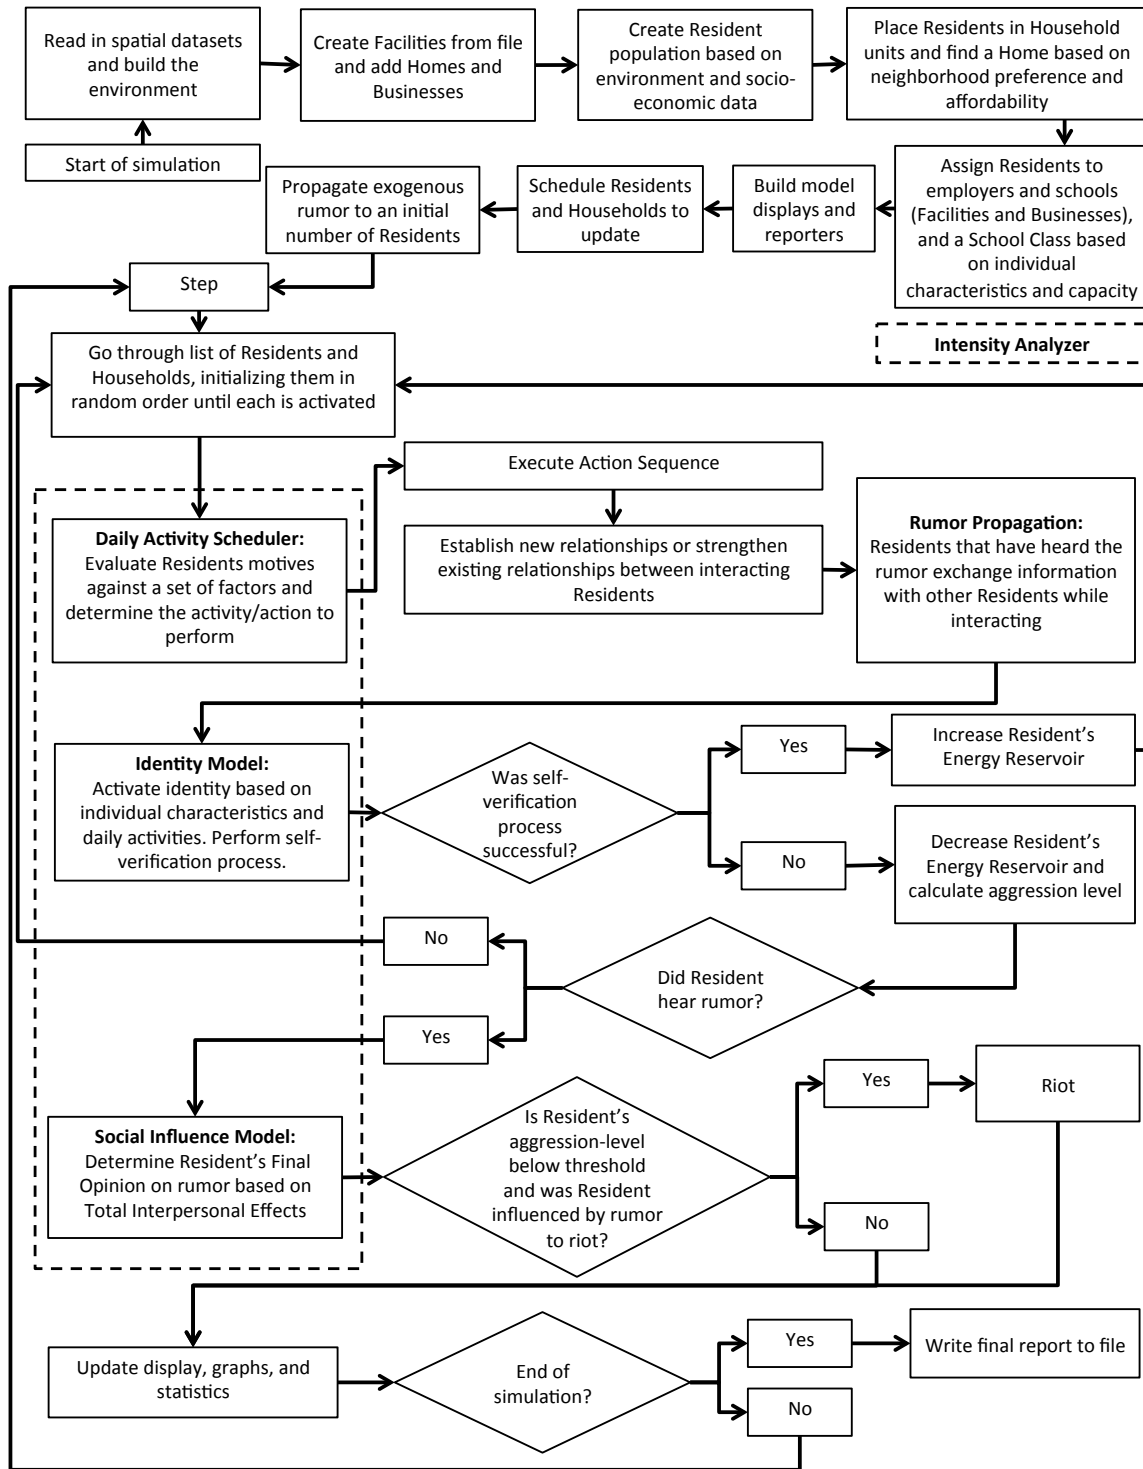 Read in spatial datasets
and build the
environment
Create Facilities from file
and add Homes and
Businesses
Create Resident
population based on
environment and socio-
economic data
Place Residents in Household
units and find a Home based on
neighborhood preference and
affordability
Start of simulation
Propagate exogenous
rumor to an initial
number of Residents
Schedule Residents
and Households to
update
Build model
displays and
reporters
Assign Residents to
employers and schools
(Facilities and Businesses),
and a School Class based
on individual
characteristics and capacity
Step
Intensity Analyzer
Go through list of Residents and
Households, initializing them in
random order until each is activated
Execute Action Sequence
Daily Activity Scheduler:
Evaluate Residents motives
against a set of factors and
determine the activity/action to
perform
Establish new relationships or strengthen
existing relationships between interacting
Residents
Rumor Propagation:
Residents that have heard the
rumor exchange information
with other Residents while
interacting
Identity Model:
Activate identity based on
individual characteristics and
daily activities. Perform self-
verification process.
Was self-
verification
process
successful?
Yes
Increase Resident's
Energy Reservoir
No
Decrease Resident's
Energy Reservoir and
calculate aggression level
No
Did Resident
hear rumor?
Yes
Social Influence Model:
Determine Resident's Final
Opinion on rumor based on
Total Interpersonal Effects
Is Resident's
aggression-level
below threshold
and was Resident
influenced by rumor
to riot?
Yes
Riot
No
Update display, graphs, and
statistics
End of
simulation?
Yes
Write final report to file
No